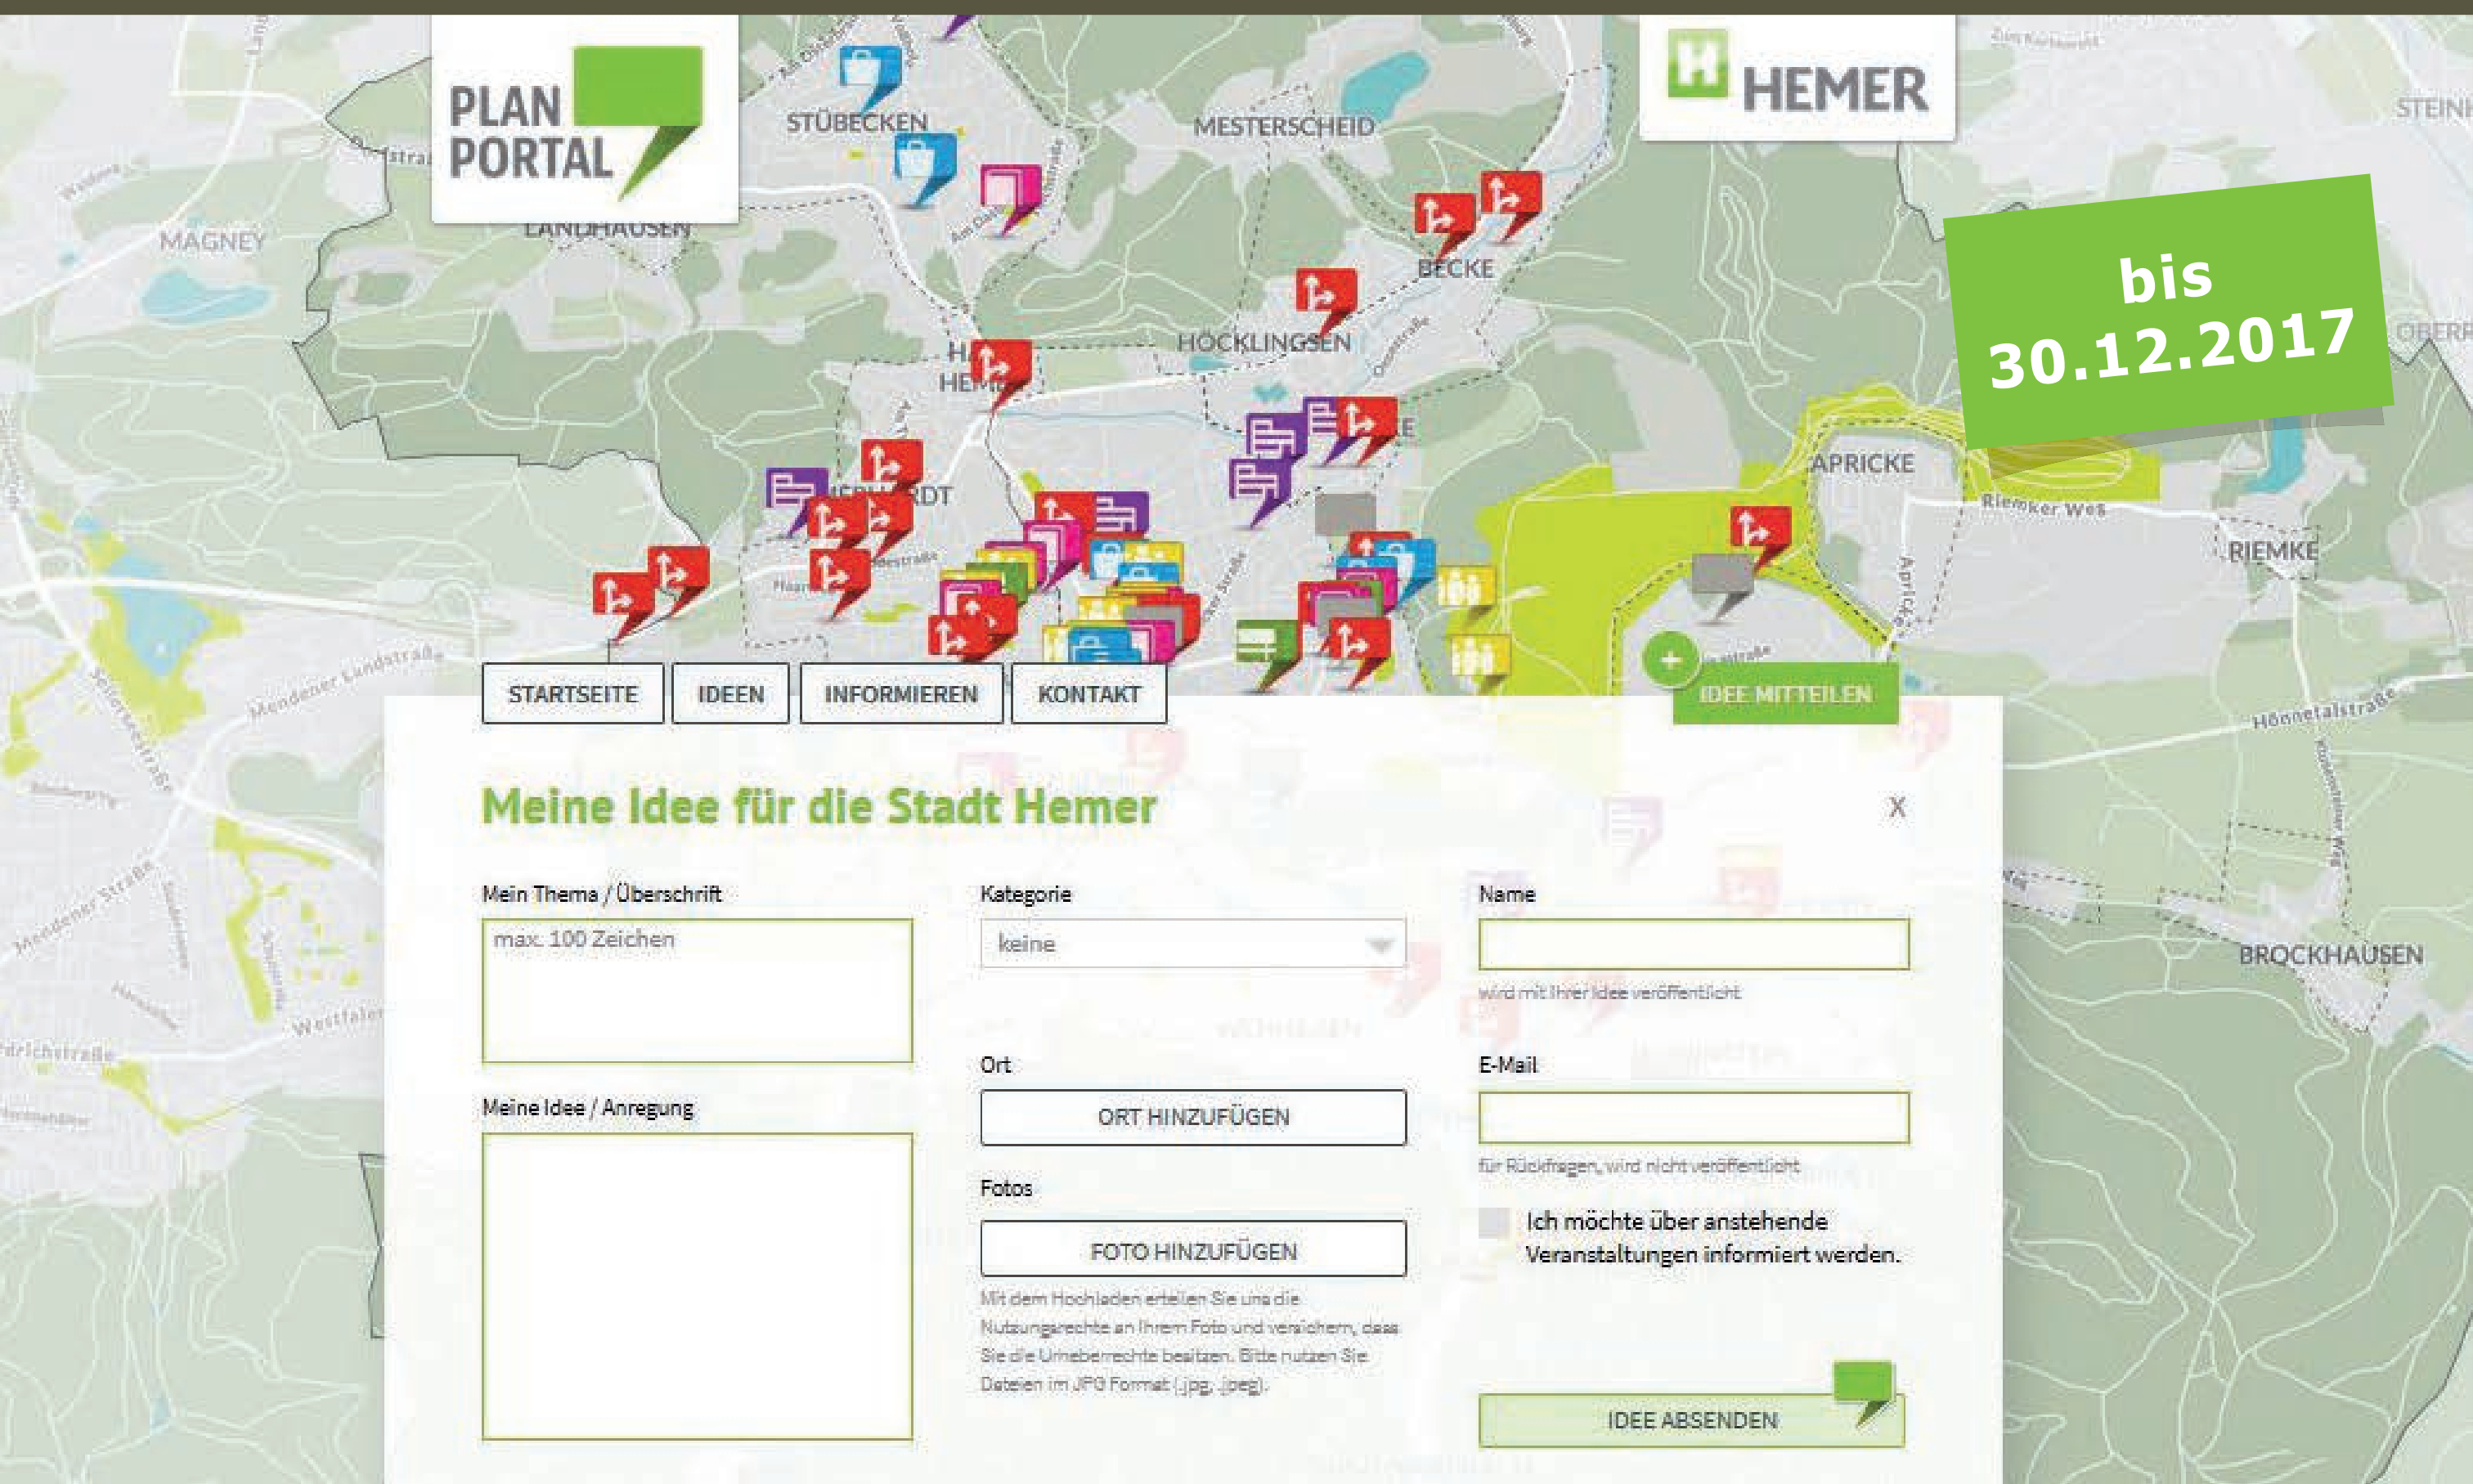 PLAN
PORTAL
HEMER
STÜBECKEN
MESTERSCHEID
MAGNEY
LANDHAUSEN
BECKE
HÖCKLINGSEN
bis
30.12.2017
APRICKE
Riemker Weg
RIEMKE
Mendener Landstraße
Hönnetalstraße
Mendener Straße
BROCKHAUSEN
STARTSEITE
IDEEN
INFORMIEREN
KONTAKT
+
IDEE MITTEILEN
Meine Idee für die Stadt Hemer
X
Mein Thema / Überschrift
max. 100 Zeichen
Meine Idee / Anregung
Kategorie
keine
Ort
ORT HINZUFÜGEN
Fotos
FOTO HINZUFÜGEN
Mit dem Hochladen erteilen Sie uns die
Nutzungsrechte an Ihrem Foto und versichern, dass
Sie die Urheberrechte besitzen. Bitte nutzen Sie
Dateien im JPG Format (.jpg, .jpeg).
Name
wird mit Ihrer Idee veröffentlicht
E-Mail
für Rückfragen, wird nicht veröffentlicht
Ich möchte über anstehende
Veranstaltungen informiert werden.
IDEE ABSENDEN